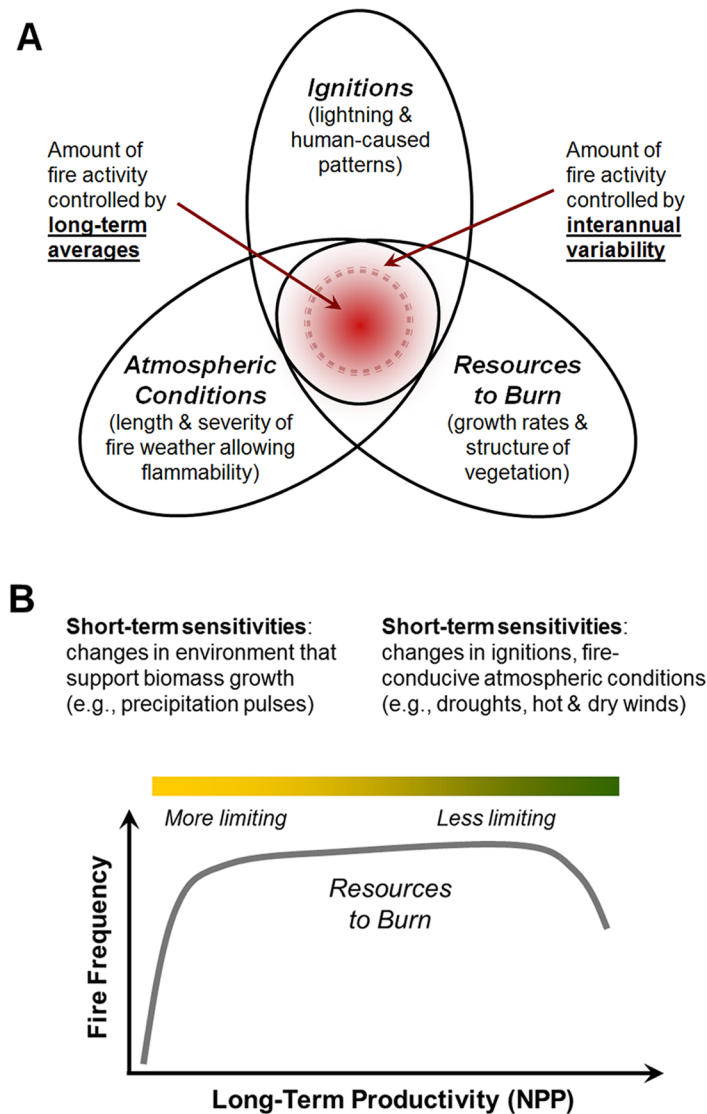 A
Ignitions
(lightning &
human-caused
patterns)
Amount of
fire activity
controlled by
long-term
averages
Amount of
fire activity
controlled by
interannual
variability
Atmospheric
Conditions
(length & severity of
fire weather allowing
flammability)
Resources
to Burn
(growth rates &
structure of
vegetation)
B
Short-term sensitivities:
changes in environment that
support biomass growth
(e.g., precipitation pulses)
Short-term sensitivities:
changes in ignitions, fire-
conducive atmospheric conditions
(e.g., droughts, hot & dry winds)
More limiting
Less limiting
Resources
to Burn
Fire Frequency
Long-Term Productivity (NPP)